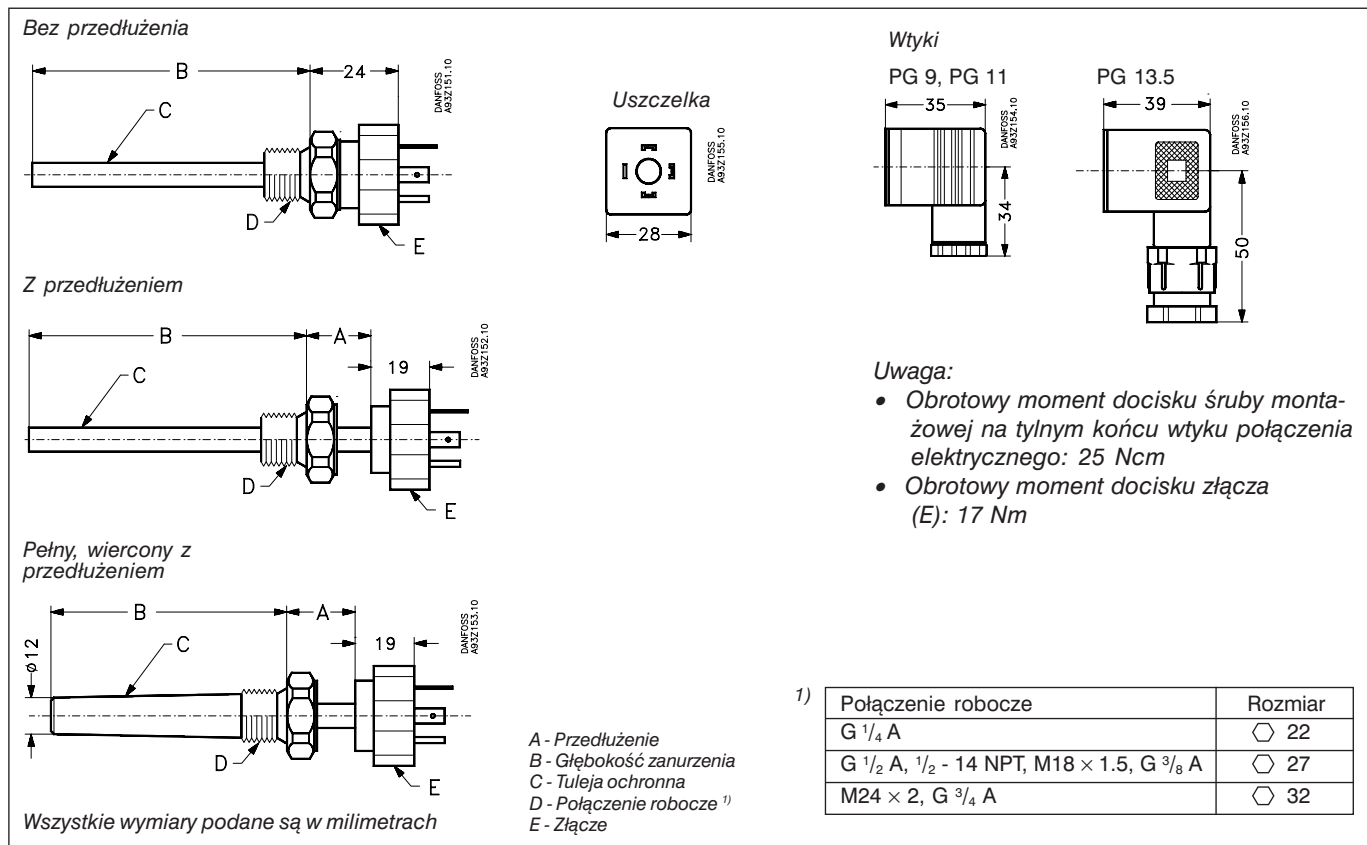 Bez przedłużenia
B
24
C
D
E
DANFOSS
A93Z151.10
Uszczelka
28
DANFOSS
A93Z155.10
Wtyki
PG 9, PG 11
35
34
DANFOSS
A93Z154.10
PG 13.5
39
50
DANFOSS
A93Z156.10
Z przedłużeniem
B
A
19
C
D
E
DANFOSS
A93Z152.10
Uwaga:
• Obrotowy moment docisku śruby monta-
żowej na tylnym końcu wtyku połączenia
elektrycznego: 25 Ncm
• Obrotowy moment docisku złącza
(E): 17 Nm
Pełny, wiercony z
przedłużeniem
B
A
19
ø12
C
D
E
DANFOSS
A93Z153.10
Wszystkie wymiary podane są w milimetrach
A - Przedłużenie
B - Głębokość zanurzenia
C - Tuleja ochronna
D - Połączenie robocze 1)
E - Złącze
1)
Połączenie robocze Rozmiar
G 1/4 A 22
G 1/2 A, 1/2 - 14 NPT, M18 × 1.5, G 3/8 A 27
M24 × 2, G 3/4 A 32